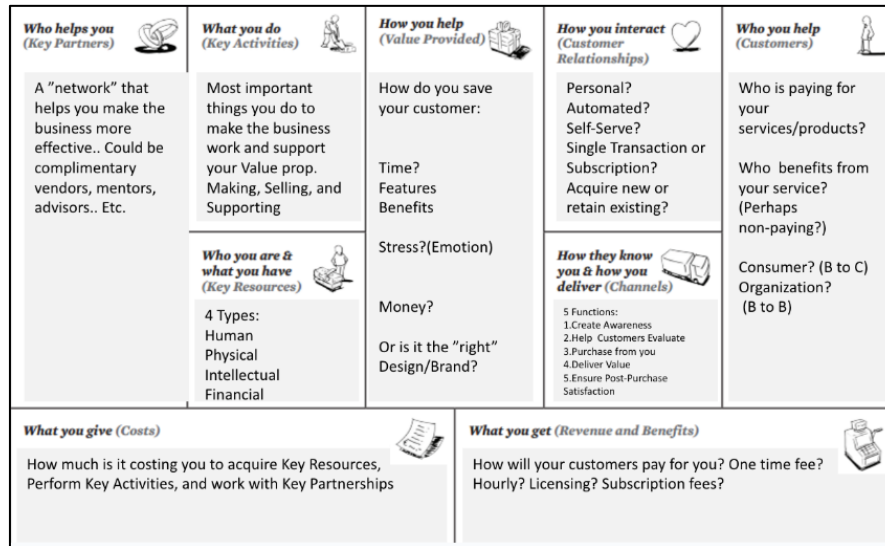 Who helps you
(Key Partners)
A ”network” that
helps you make the
business more
effective.. Could be
complimentary
vendors, mentors,
advisors.. Etc.
What you do
(Key Activities)
Most important
things you do to
make the business
work and support
your Value prop.
Making, Selling, and
Supporting
Who you are &
what you have
(Key Resources)
4 Types:
Human
Physical
Intellectual
Financial
How you help
(Value Provided)
How do you save
your customer:
Time?
Features
Benefits
Stress?(Emotion)
Money?
Or is it the ”right”
Design/Brand?
How you interact
(Customer
Relationships)
Personal?
Automated?
Self-Serve?
Single Transaction or
Subscription?
Acquire new or
retain existing?
How they know
you & how you
deliver (Channels)
5 Functions:
1.Create Awareness
2.Help Customers Evaluate
3.Purchase from you
4.Deliver Value
5.Ensure Post-Purchase
Satisfaction
Who you help
(Customers)
Who is paying for
your
services/products?
Who benefits from
your service?
(Perhaps
non-paying?)
Consumer? (B to C)
Organization?
(B to B)
What you give (Costs)
How much is it costing you to acquire Key Resources,
Perform Key Activities, and work with Key Partnerships
What you get (Revenue and Benefits)
How will your customers pay for you? One time fee?
Hourly? Licensing? Subscription fees?